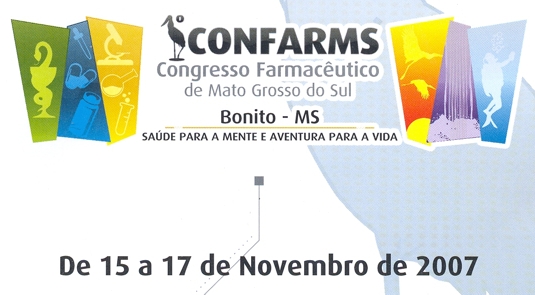 1º CONFARMS
Congresso Farmacêutico
de Mato Grosso do Sul
Bonito - MS
SAÚDE PARA A MENTE E AVENTURA PARA A VIDA
De 15 a 17 de Novembro de 2007